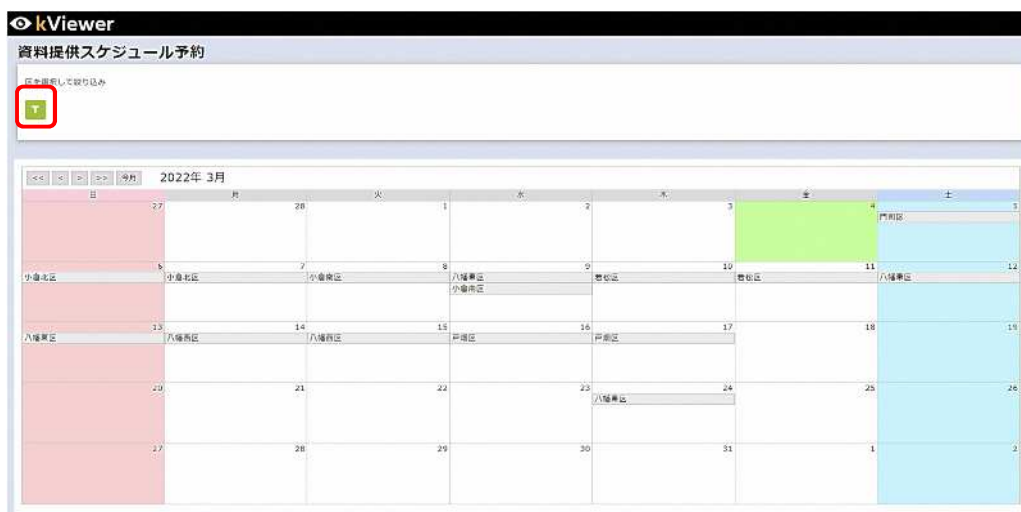 kViewer
資料提供スケジュール予約
区を選択して絞り込み
<< < > >> 今月 2022年 3月
日 月 火 水 木 金 土
27 28 1 2 3 4 5
門司区
6 7 8 9 10 11 12
小倉北区 小倉北区 小倉南区 八幡東区 若松区 若松区 八幡東区
小倉南区
13 14 15 16 17 18 19
八幡東区 八幡西区 八幡西区 戸畑区 戸畑区
20 21 22 23 24 25 26
八幡東区
27 28 29 30 31 1 2